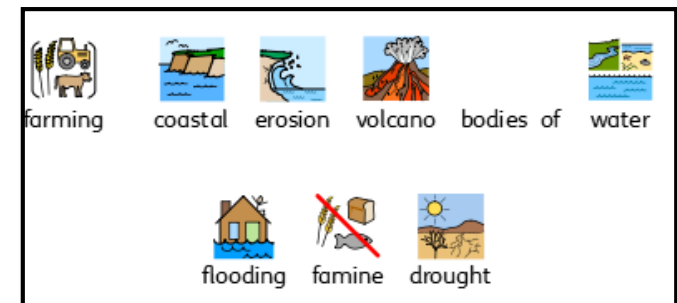 farming coastal erosion volcano bodies of water
flooding famine drought